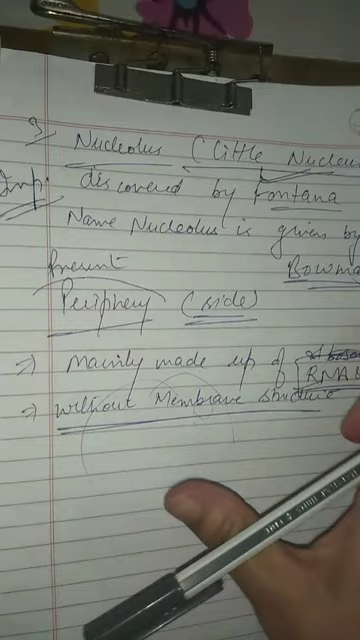 3 Nucleolus (little Nucleu
Imp. discovered by Fontana
Name Nucleolus is given by
Present Bowma
Periphery (side)
⇒ Mainly made up of RNA
⇒ without Membrane structure